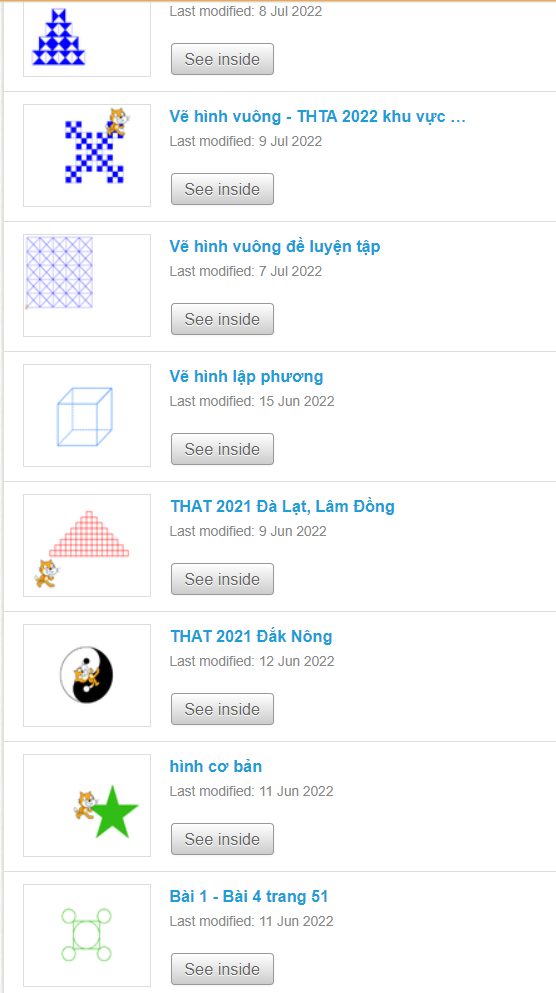 Last modified: 8 Jul 2022
See inside
Vẽ hình vuông - THTA 2022 khu vực ...
Last modified: 9 Jul 2022
See inside
Vẽ hình vuông đề luyện tập
Last modified: 7 Jul 2022
See inside
Vẽ hình lập phương
Last modified: 15 Jun 2022
See inside
THAT 2021 Đà Lạt, Lâm Đồng
Last modified: 9 Jun 2022
See inside
THAT 2021 Đắk Nông
Last modified: 12 Jun 2022
See inside
hình cơ bản
Last modified: 11 Jun 2022
See inside
Bài 1 - Bài 4 trang 51
Last modified: 11 Jun 2022
See inside